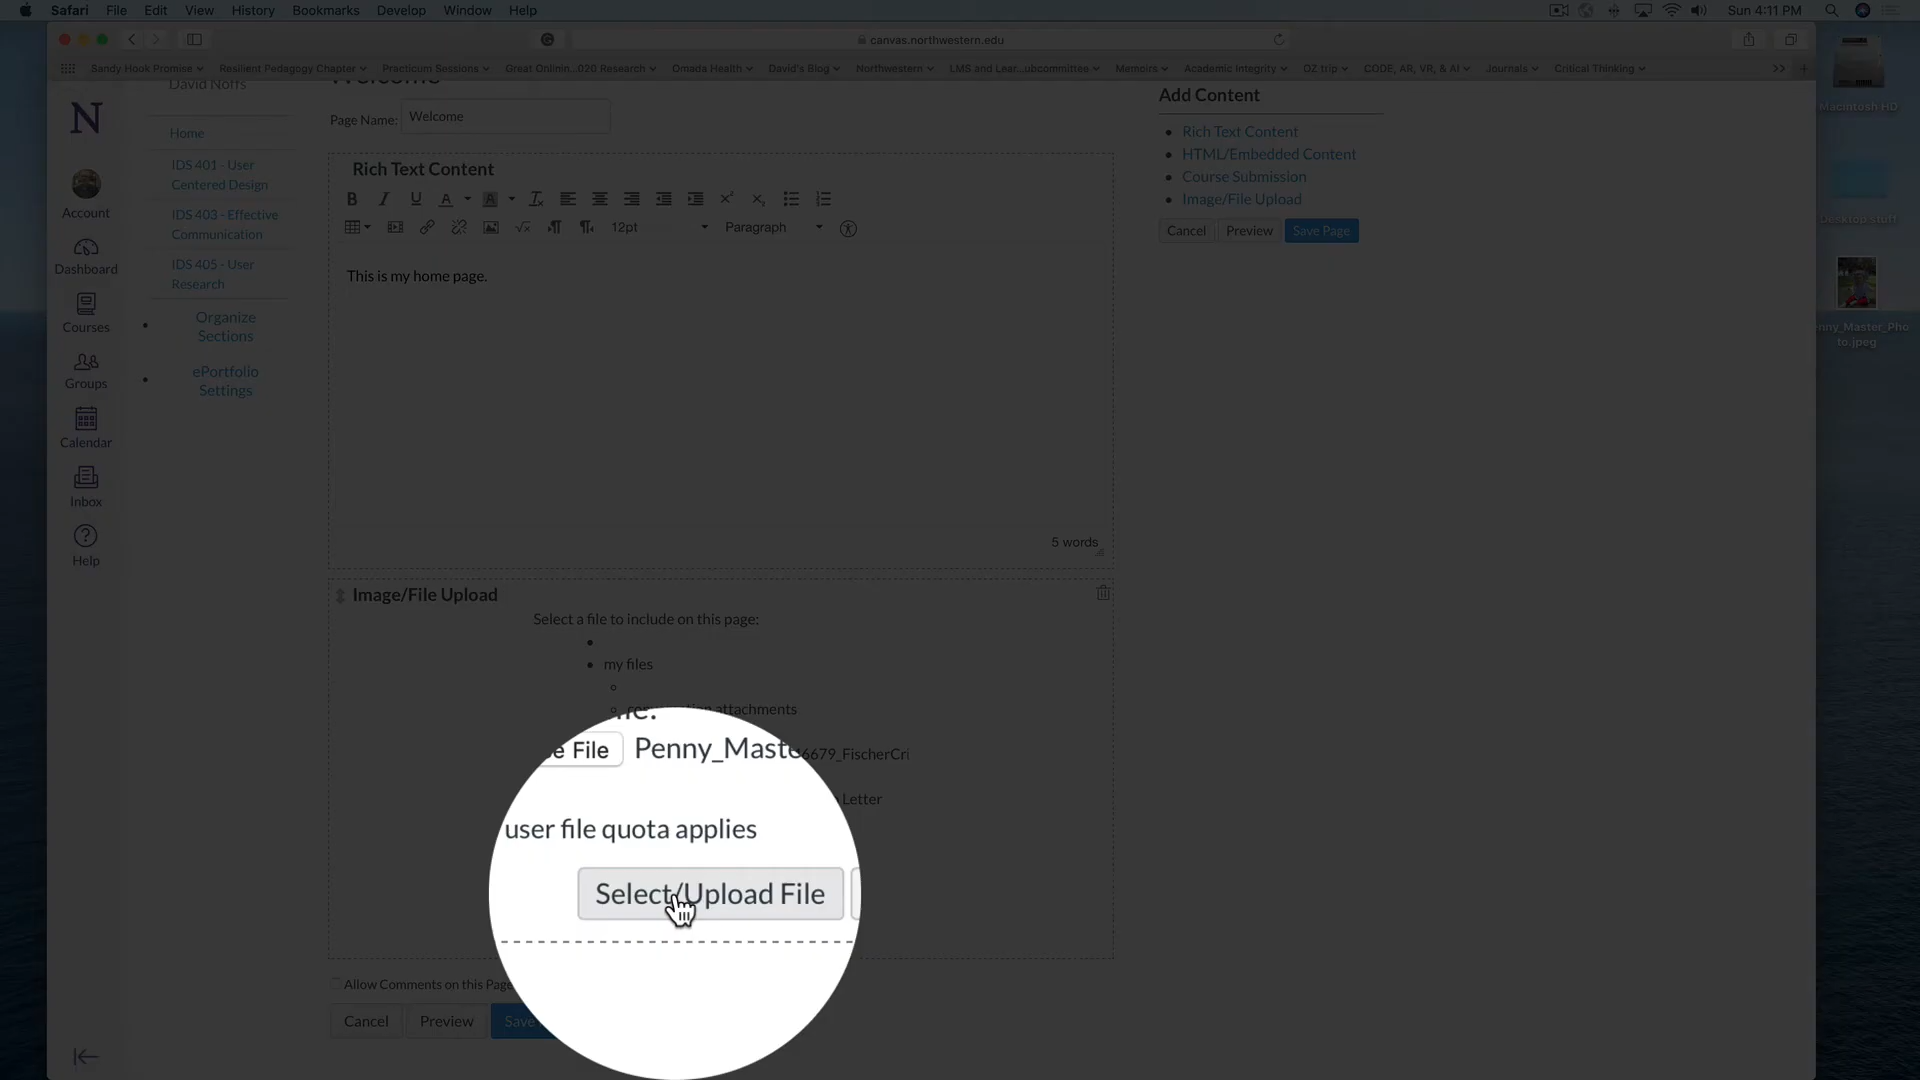 Safari File Edit View History Bookmarks Develop Window Help
Sun 4:11 PM
canvas.northwestern.edu
Sandy Hook Promise
Resilient Pedagogy Chapter
Practicum Sessions
Great Onlinin...020 Research
Omada Health
David's Blog
Northwestern
LMS and Lear...ubcommittee
Memoirs
Academic Integrity
OZ trip
CODE, AR, VR, & AI
Journals
Critical Thinking
N
Account
Dashboard
Courses
Groups
Calendar
Inbox
Help
David Noffs
Home
IDS 401 - User
Centered Design
IDS 403 - Effective
Communication
IDS 405 - User
Research
Organize
Sections
ePortfolio
Settings
Welcome
Page Name: Welcome
Rich Text Content
12pt
Paragraph
This is my home page.
5 words
Image/File Upload
Select a file to include on this page:
my files
attachments
e File Penny_Maste
6679_FischerCri
Letter
user file quota applies
Select/Upload File
Allow Comments on this Page
Cancel
Preview
Save
Add Content
Rich Text Content
HTML/Embedded Content
Course Submission
Image/File Upload
Cancel
Preview
Save Page
Macintosh HD
Desktop stuff
enny_Master_Pho
to.jpeg